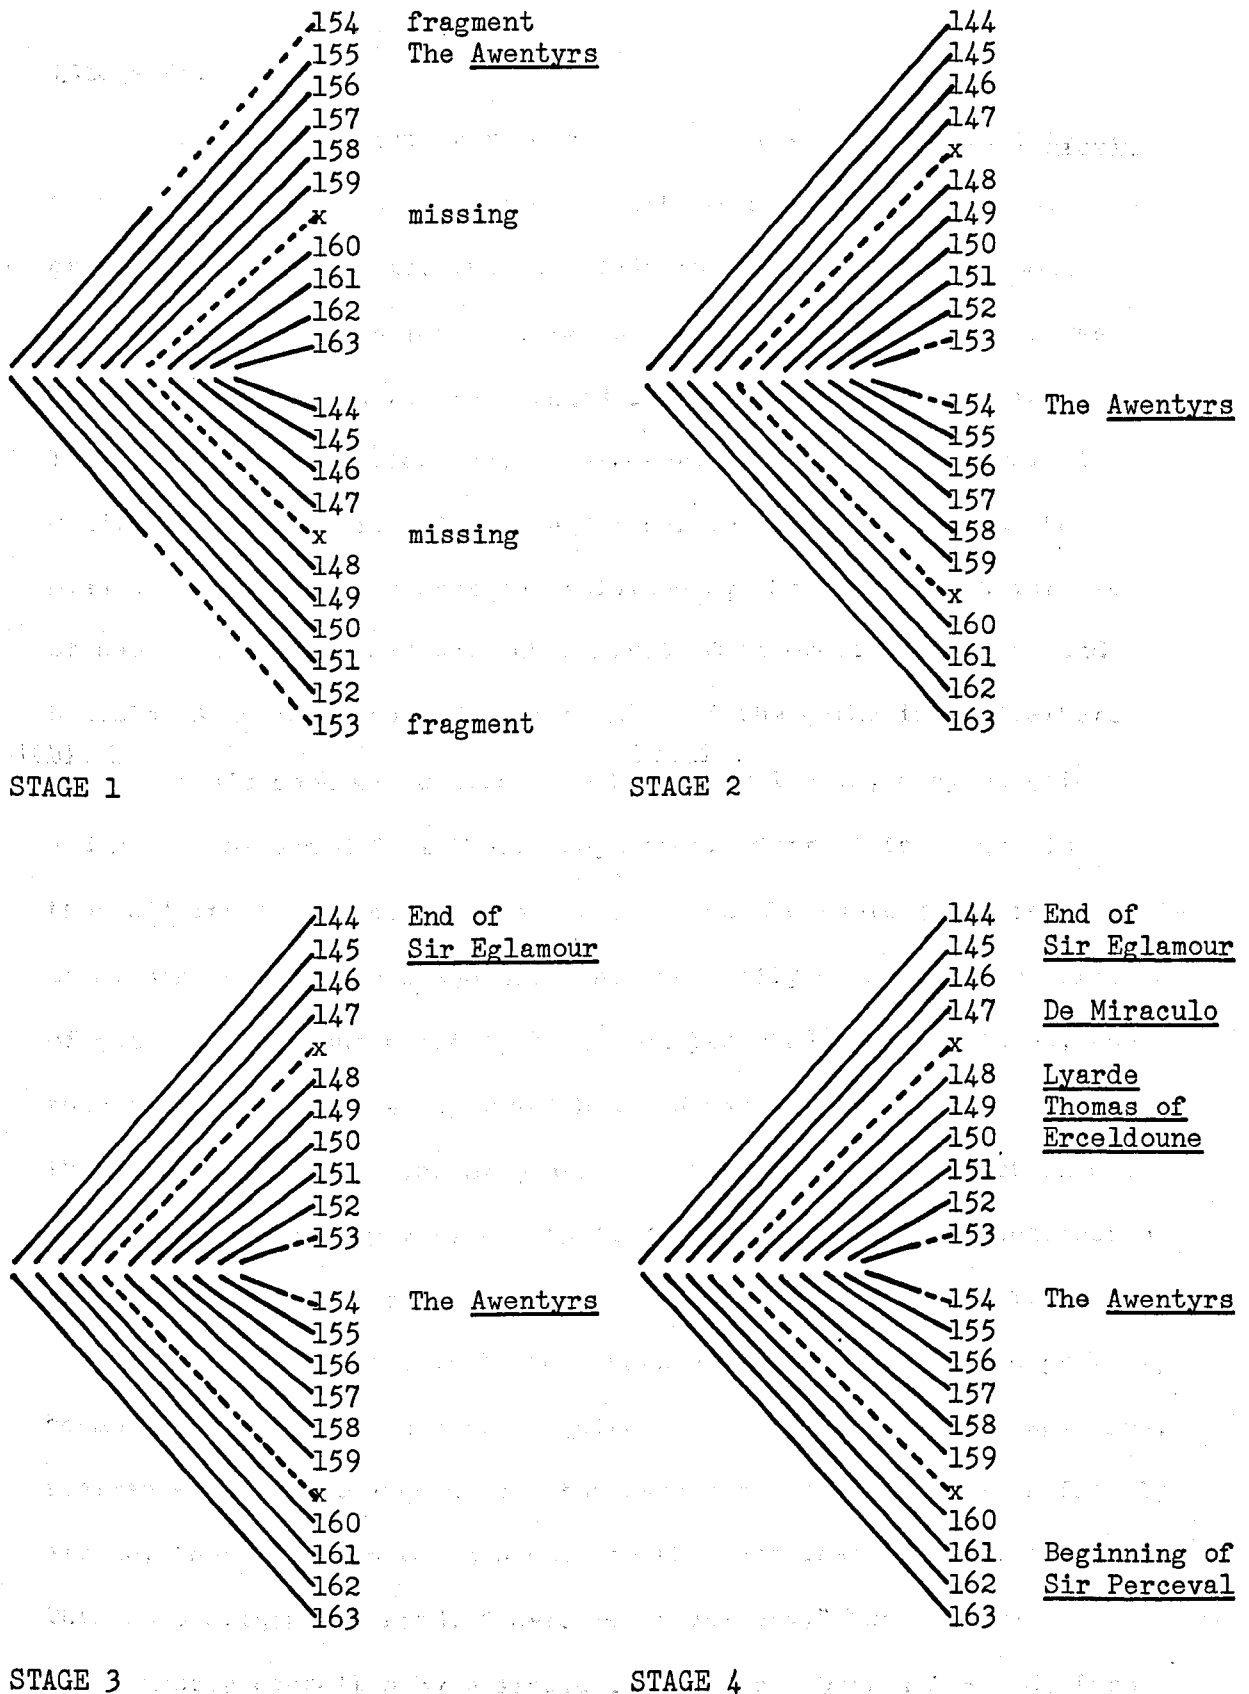 154 fragment
155 The Awentyrs
156
157
158
159
x missing
160
161
162
163
144
145
146
147
x missing
148
149
150
151
152
153 fragment
STAGE 1
144
145
146
147
x
148
149
150
151
152
153
154 The Awentyrs
155
156
157
158
159
x
160
161
162
163
STAGE 2
144 End of
145 Sir Eglamour
146
147
x
148
149
150
151
152
153
154 The Awentyrs
155
156
157
158
159
x
160
161
162
163
STAGE 3
144 End of
145 Sir Eglamour
146
147 De Miraculo
x
148 Lyarde
149 Thomas of
150 Erceldoune
151
152
153
154 The Awentyrs
155
156
157
158
159
x
160
161 Beginning of
162 Sir Perceval
163
STAGE 4